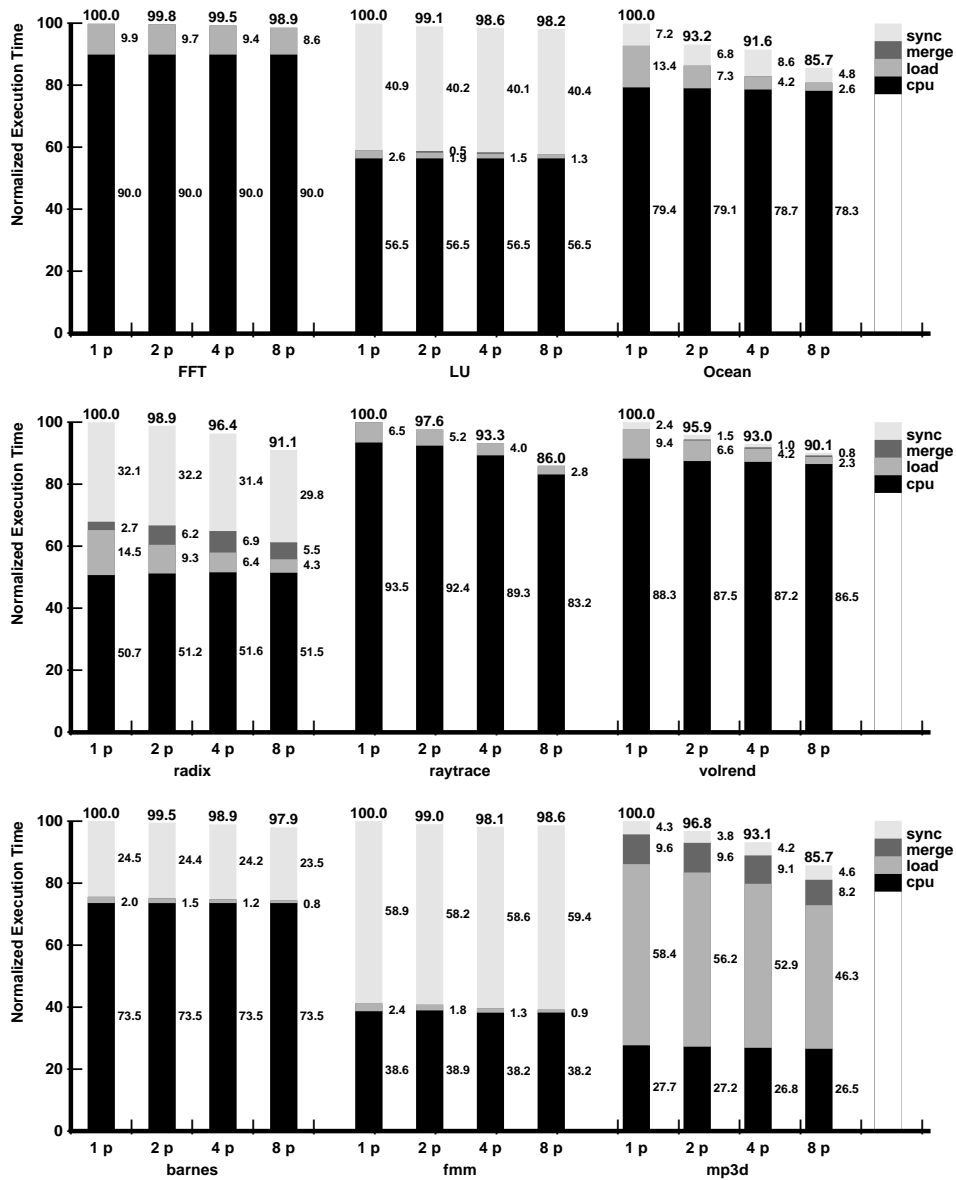 Normalized Execution Time
100
80
60
40
20
0
100.0 99.8 99.5 98.9
9.9 9.7 9.4 8.6
90.0 90.0 90.0 90.0
1 p 2 p 4 p 8 p
FFT
100.0 99.1 98.6 98.2
40.9 40.2 40.1 40.4
0.5
2.6 1.9 1.5 1.3
56.5 56.5 56.5 56.5
1 p 2 p 4 p 8 p
LU
100.0 93.2 91.6 85.7
7.2 6.8 8.6 4.8
13.4 7.3 4.2 2.6
79.4 79.1 78.7 78.3
1 p 2 p 4 p 8 p
Ocean
sync
merge
load
cpu
Normalized Execution Time
100
80
60
40
20
0
100.0 98.9 96.4 91.1
32.1 32.2 31.4 29.8
2.7 6.2 6.9 5.5
14.5 9.3 6.4 4.3
50.7 51.2 51.6 51.5
1 p 2 p 4 p 8 p
radix
100.0 97.6 93.3 86.0
6.5 5.2 4.0 2.8
93.5 92.4 89.3 83.2
1 p 2 p 4 p 8 p
raytrace
100.0 95.9 93.0 90.1
2.4 1.5 1.0 0.8
9.4 6.6 4.2 2.3
88.3 87.5 87.2 86.5
1 p 2 p 4 p 8 p
volrend
sync
merge
load
cpu
Normalized Execution Time
100
80
60
40
20
0
100.0 99.5 98.9 97.9
24.5 24.4 24.2 23.5
2.0 1.5 1.2 0.8
73.5 73.5 73.5 73.5
1 p 2 p 4 p 8 p
barnes
100.0 99.0 98.1 98.6
58.9 58.2 58.6 59.4
2.4 1.8 1.3 0.9
38.6 38.9 38.2 38.2
1 p 2 p 4 p 8 p
fmm
100.0 96.8 93.1 85.7
4.3 3.8 4.2 4.6
9.6 9.6 9.1 8.2
58.4 56.2 52.9 46.3
27.7 27.2 26.8 26.5
1 p 2 p 4 p 8 p
mp3d
sync
merge
load
cpu